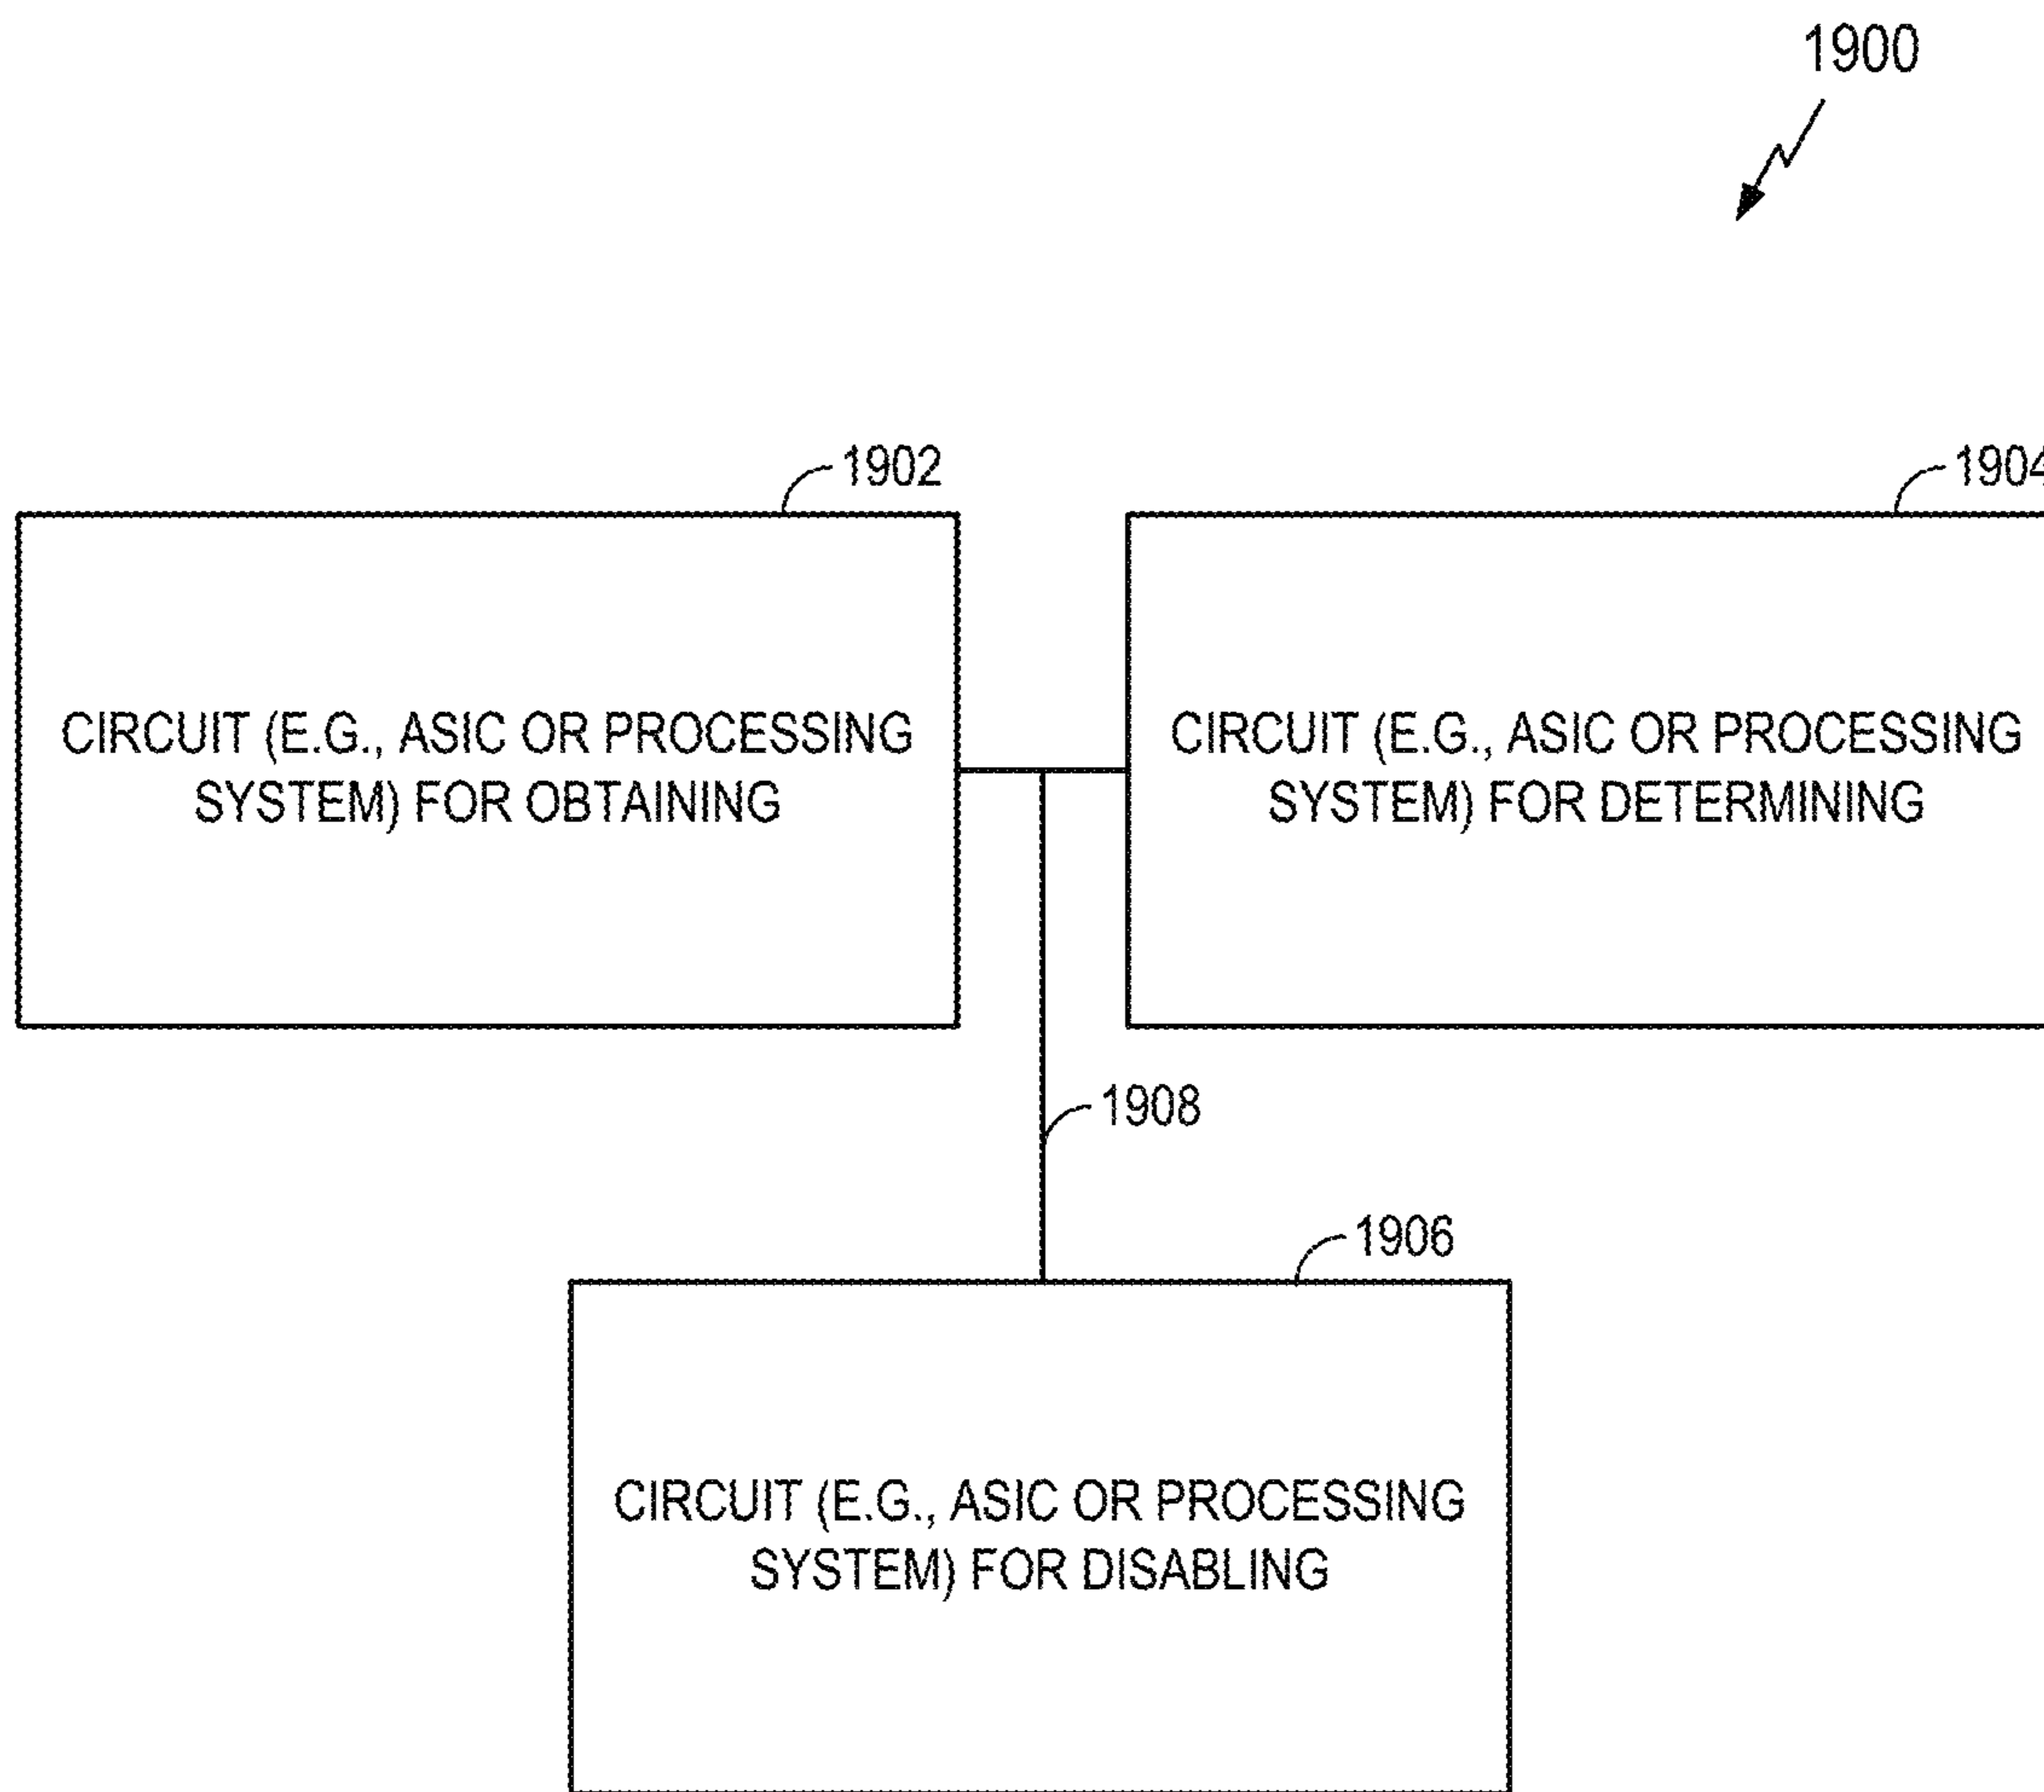 1900
1902
1904
CIRCUIT (E.G., ASIC OR PROCESSING
SYSTEM) FOR OBTAINING
CIRCUIT (E.G., ASIC OR PROCESSING
SYSTEM) FOR DETERMINING
1908
1906
CIRCUIT (E.G., ASIC OR PROCESSING
SYSTEM) FOR DISABLING